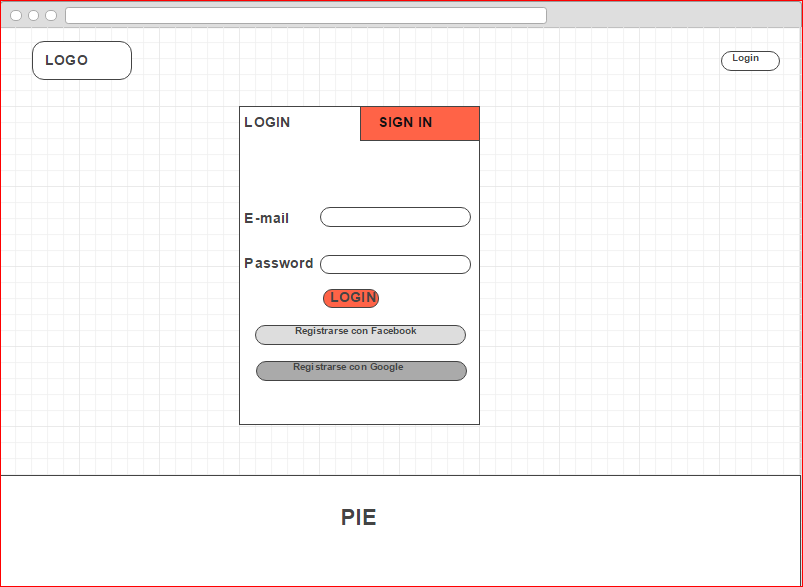 LOGO
Login
LOGIN
SIGN IN
E-mail
Password
LOGIN
Registrarse con Facebook
Registrarse con Google
PIE